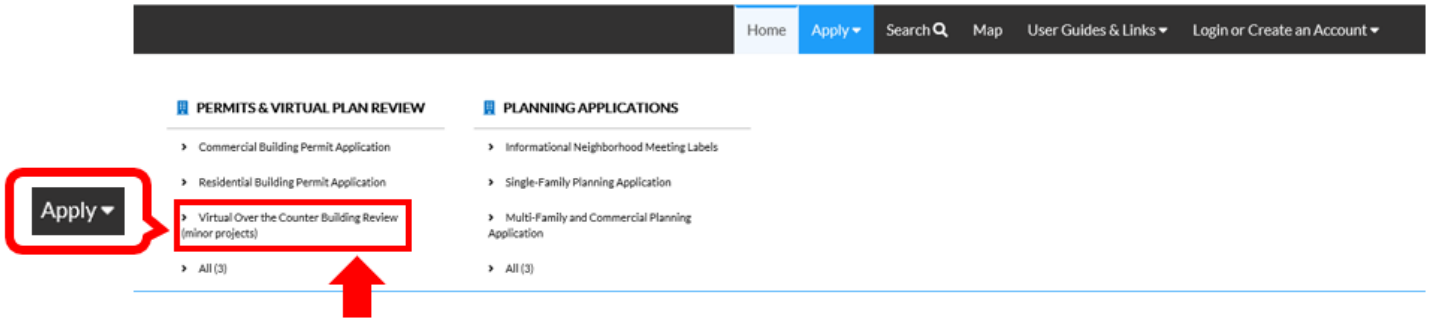 Home Apply Search Map User Guides & Links Login or Create an Account
PERMITS & VIRTUAL PLAN REVIEW
Commercial Building Permit Application
Residential Building Permit Application
Virtual Over the Counter Building Review
(minor projects)
All (3)
PLANNING APPLICATIONS
Informational Neighborhood Meeting Labels
Single-Family Planning Application
Multi-Family and Commercial Planning
Application
All (3)
Apply